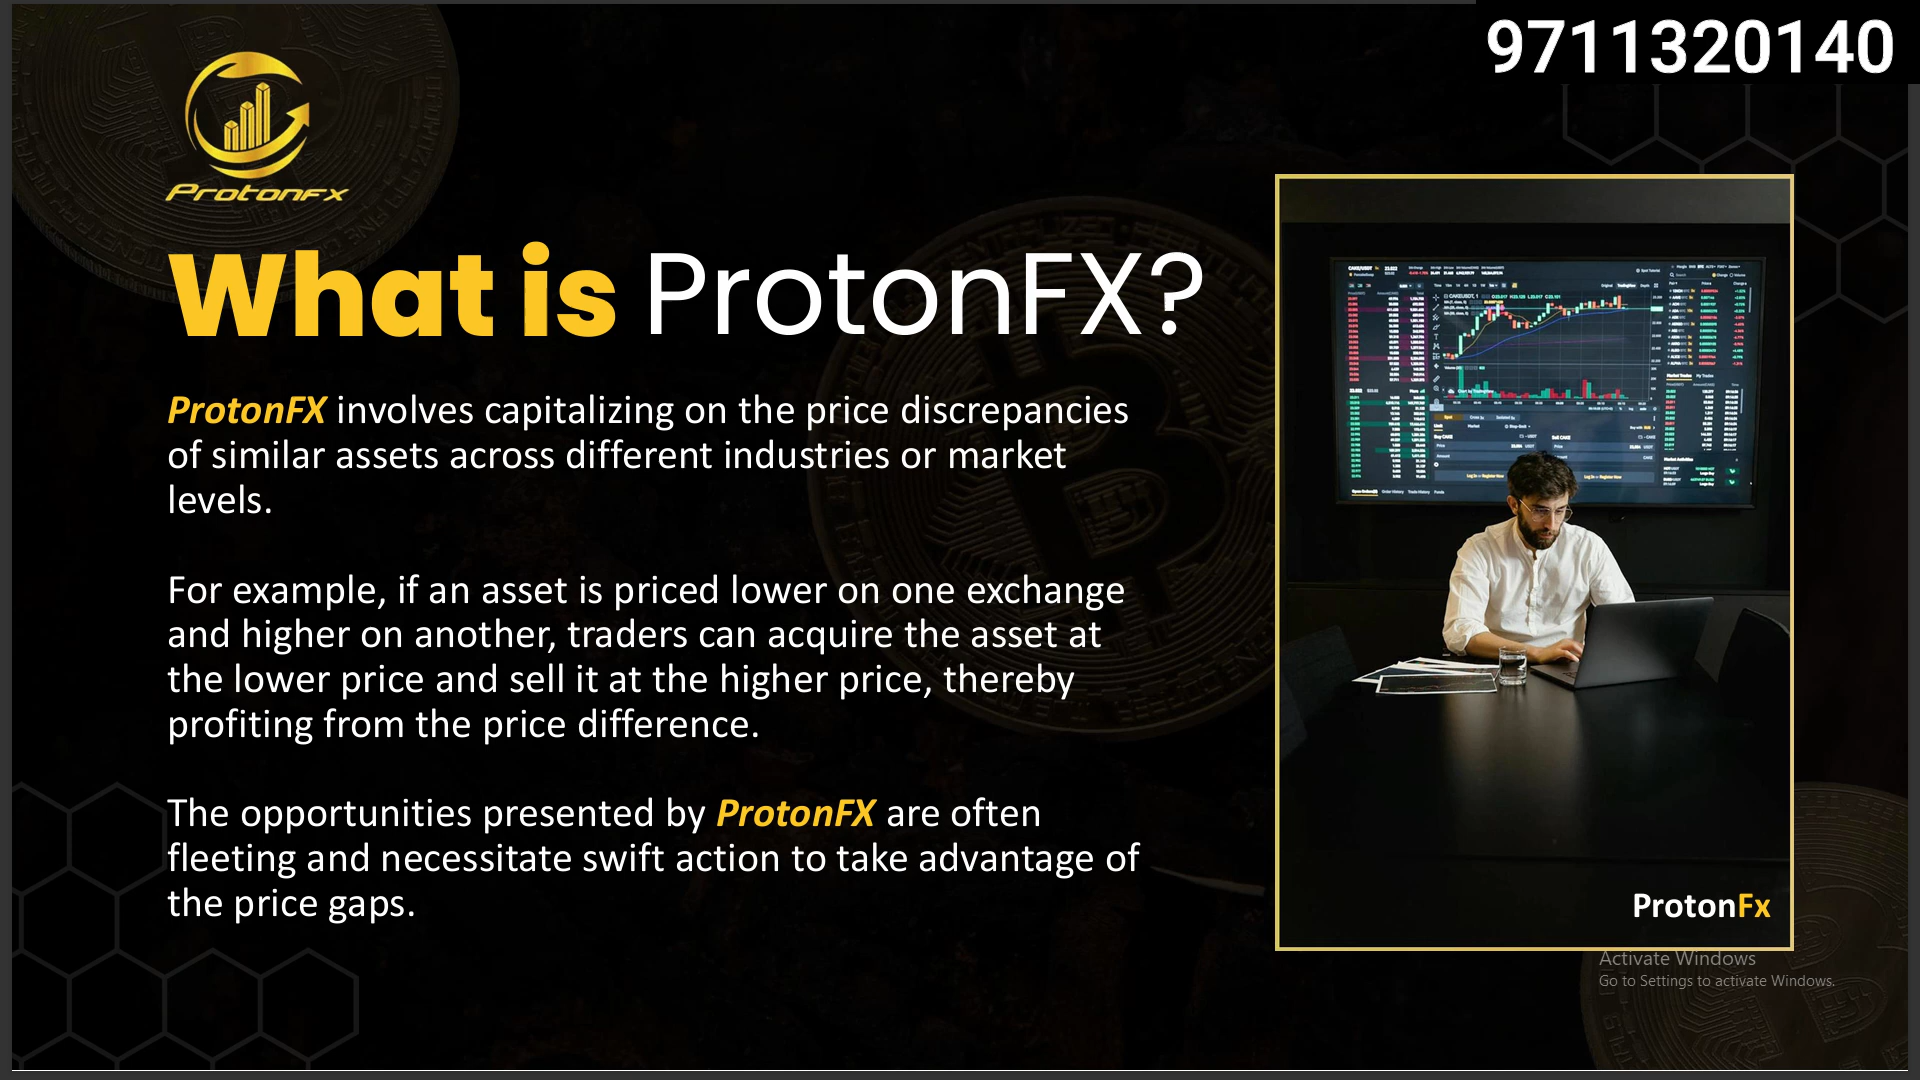 9711320140
ProtonFX
What is ProtonFX?
ProtonFX involves capitalizing on the price discrepancies
of similar assets across different industries or market
levels.
For example, if an asset is priced lower on one exchange
and higher on another, traders can acquire the asset at
the lower price and sell it at the higher price, thereby
profiting from the price difference.
The opportunities presented by ProtonFX are often
fleeting and necessitate swift action to take advantage of
the price gaps.
ProtonFx
Activate Windows
Go to Settings to activate Windows.